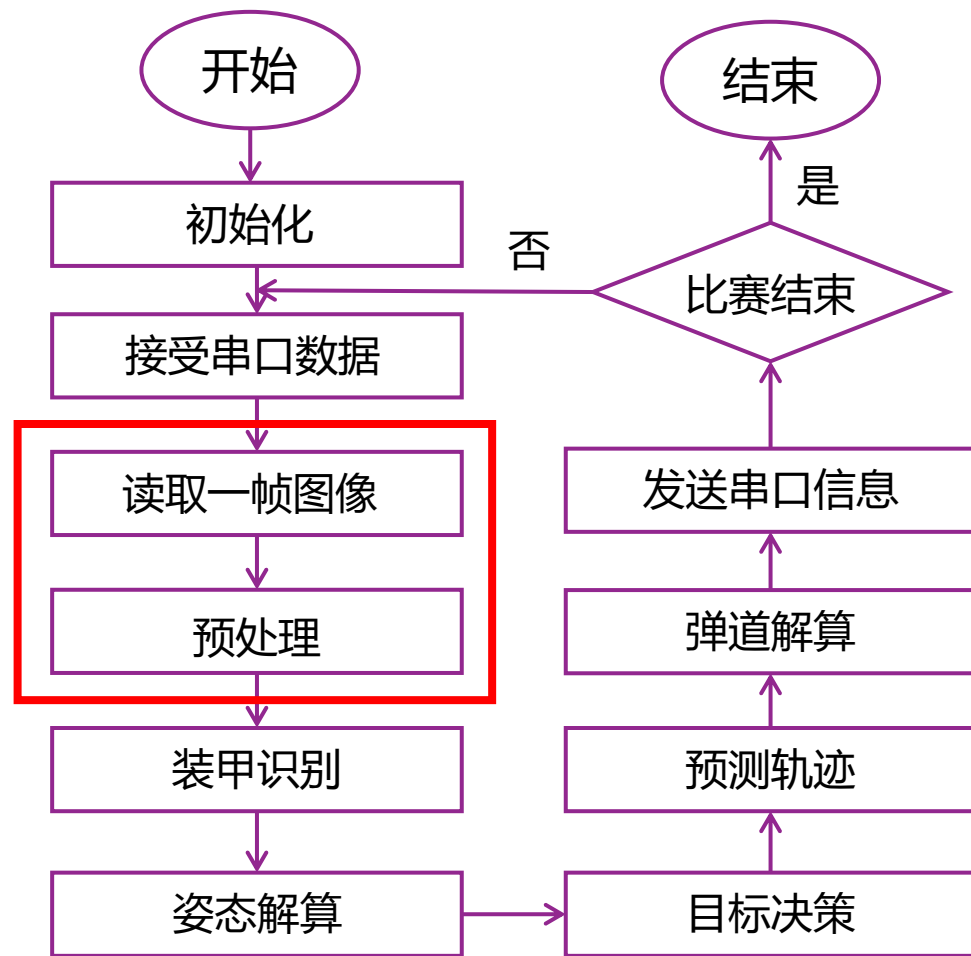 开始
初始化
接受串口数据
读取一帧图像
预处理
装甲识别
姿态解算
目标决策
预测轨迹
弹道解算
发送串口信息
比赛结束
否
是
结束